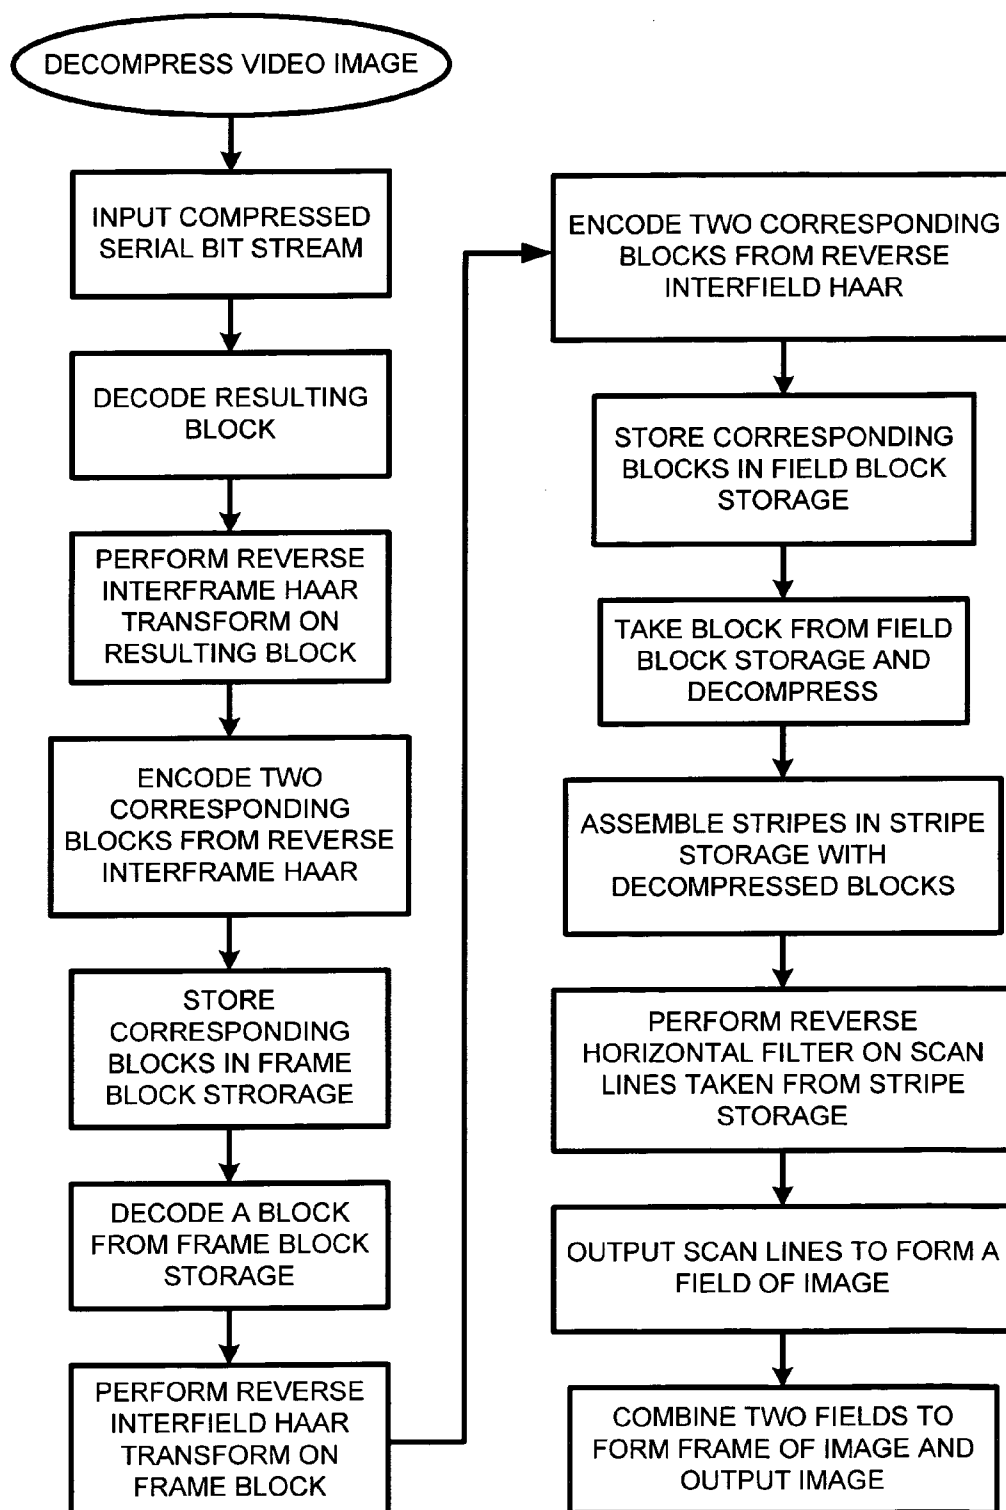 DECOMPRESS VIDEO IMAGE
INPUT COMPRESSED
SERIAL BIT STREAM
DECODE RESULTING
BLOCK
PERFORM REVERSE
INTERFRAME HAAR
TRANSFORM ON
RESULTING BLOCK
ENCODE TWO
CORRESPONDING
BLOCKS FROM REVERSE
INTERFRAME HAAR
STORE
CORRESPONDING
BLOCKS IN FRAME
BLOCK STRORAGE
DECODE A BLOCK
FROM FRAME BLOCK
STORAGE
PERFORM REVERSE
INTERFIELD HAAR
TRANSFORM ON
FRAME BLOCK
ENCODE TWO CORRESPONDING
BLOCKS FROM REVERSE
INTERFIELD HAAR
STORE CORRESPONDING
BLOCKS IN FIELD BLOCK
STORAGE
TAKE BLOCK FROM FIELD
BLOCK STORAGE AND
DECOMPRESS
ASSEMBLE STRIPES IN STRIPE
STORAGE WITH
DECOMPRESSED BLOCKS
PERFORM REVERSE
HORIZONTAL FILTER ON SCAN
LINES TAKEN FROM STRIPE
STORAGE
OUTPUT SCAN LINES TO FORM A
FIELD OF IMAGE
COMBINE TWO FIELDS TO
FORM FRAME OF IMAGE AND
OUTPUT IMAGE